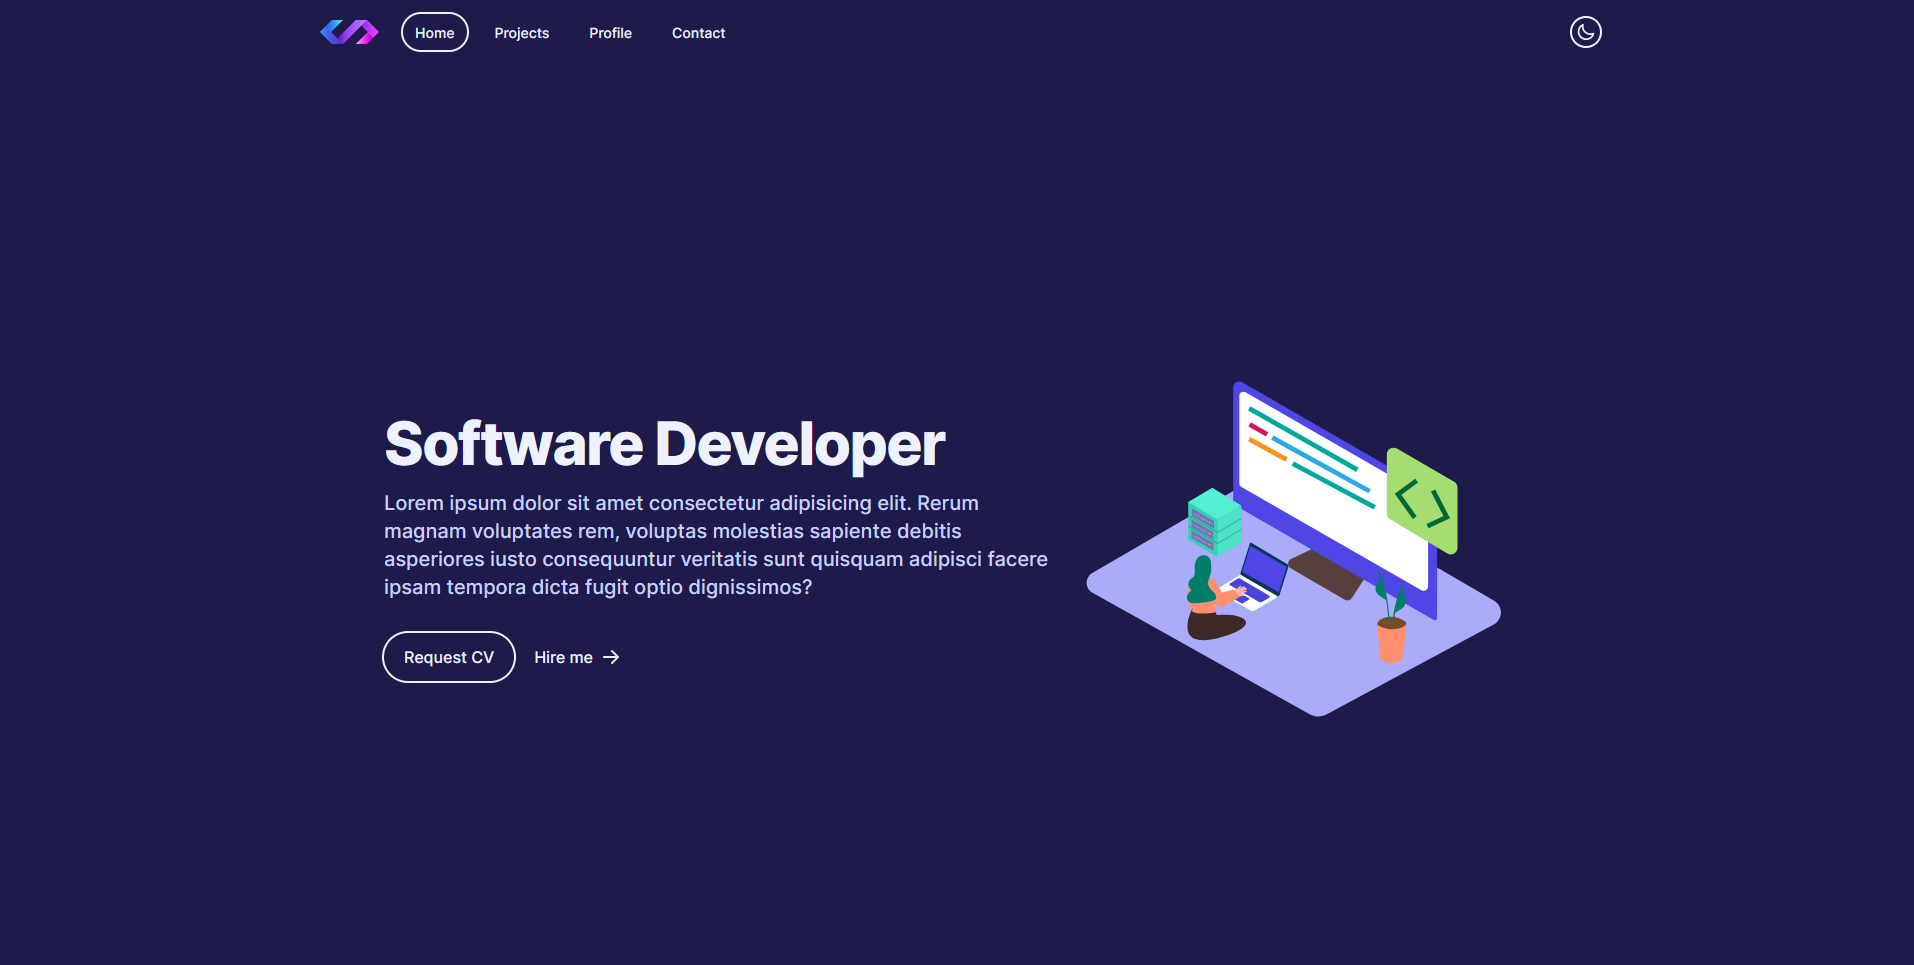 Home Projects Profile Contact
Software Developer
Lorem ipsum dolor sit amet consectetur adipisicing elit. Rerum
magnam voluptates rem, voluptas molestias sapiente debitis
asperiores iusto consequuntur veritatis sunt quisquam adipisci facere
ipsam tempora dicta fugit optio dignissimos?
Request CV Hire me